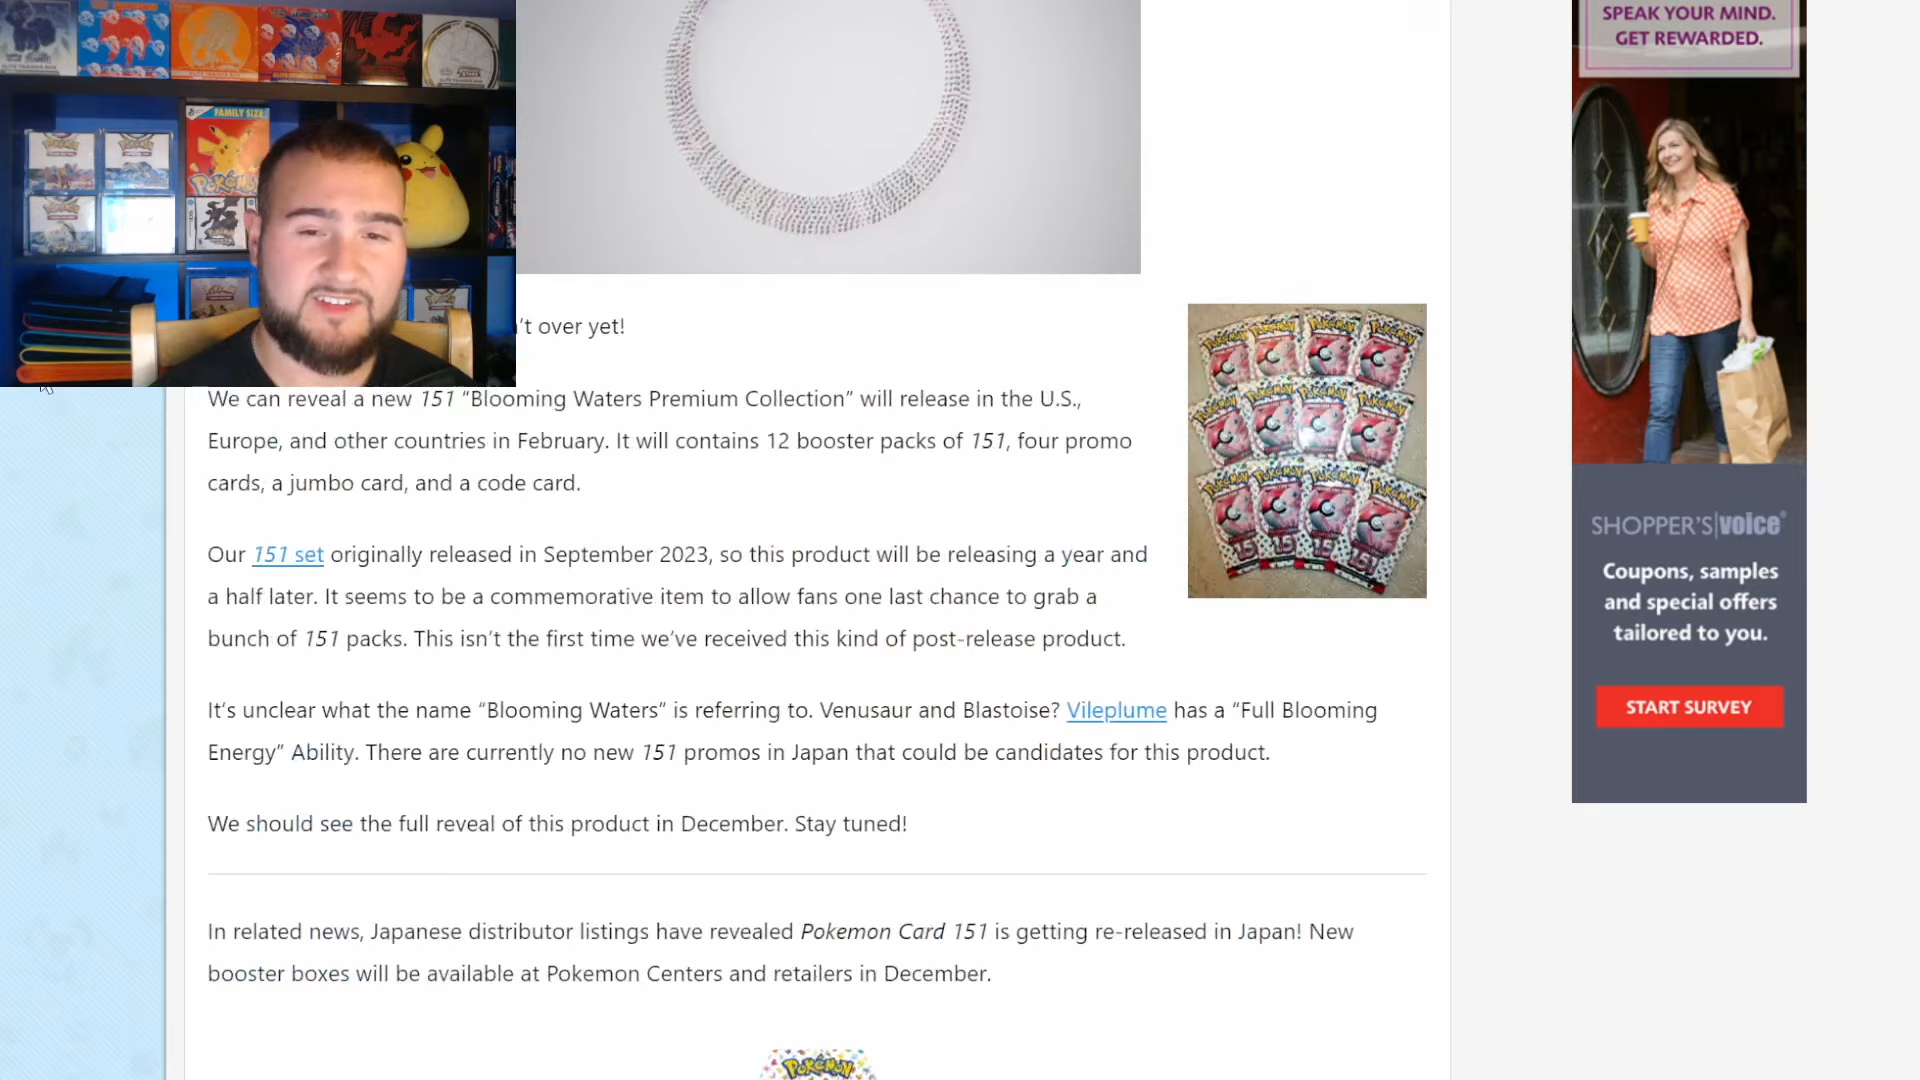 SPEAK YOUR MIND.
GET REWARDED.
FAMILY SIZE
POKÉMON
't over yet!
We can reveal a new 151 “Blooming Waters Premium Collection” will release in the U.S.,
Europe, and other countries in February. It will contains 12 booster packs of 151, four promo
cards, a jumbo card, and a code card.
Our 151 set originally released in September 2023, so this product will be releasing a year and
a half later. It seems to be a commemorative item to allow fans one last chance to grab a
bunch of 151 packs. This isn’t the first time we’ve received this kind of post-release product.
It’s unclear what the name “Blooming Waters” is referring to. Venusaur and Blastoise? Vileplume has a “Full Blooming
Energy” Ability. There are currently no new 151 promos in Japan that could be candidates for this product.
We should see the full reveal of this product in December. Stay tuned!
In related news, Japanese distributor listings have revealed Pokemon Card 151 is getting re-released in Japan! New
booster boxes will be available at Pokemon Centers and retailers in December.
POKÉMON
SHOPPER'S|voice®
Coupons, samples
and special offers
tailored to you.
START SURVEY